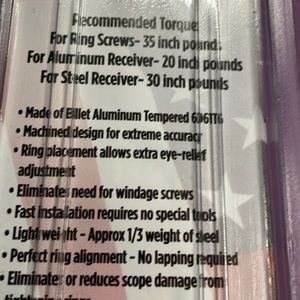 Recommended Torque:
For Ring Screws- 35 inch pounds
For Aluminum Receiver- 20 inch pounds
For Steel Receiver- 30 inch pounds
• Made of Billet Aluminum Tempered 6061T6
• Machined design for extreme accuracy
• Ring placement allows extra eye-relief
adjustment
• Eliminates need for windage screws
• Fast installation requires no special tools
• Light weight - Approx 1/3 weight of steel
• Perfect ring alignment - No lapping required
• Eliminates or reduces scope damage from